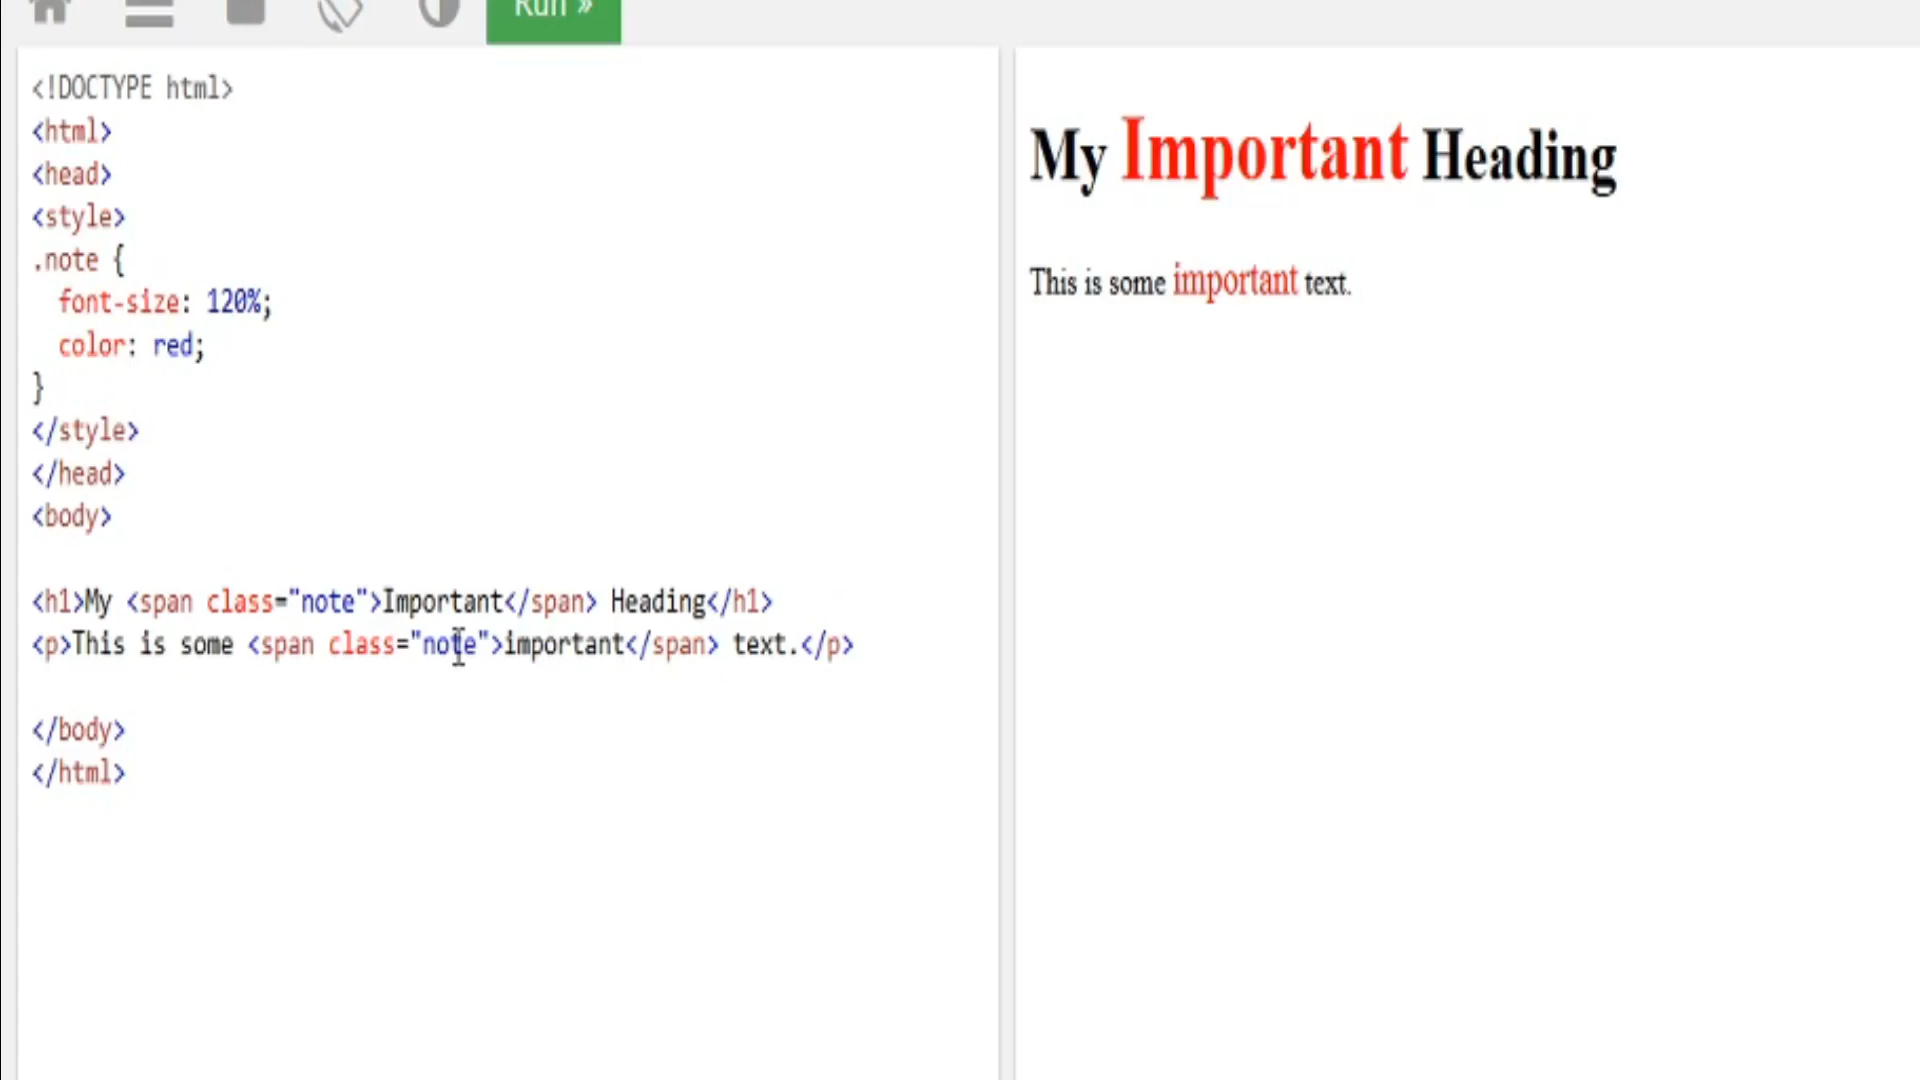 Run »
<!DOCTYPE html>
<html>
<head>
<style>
.note {
  font-size: 120%;
  color: red;
}
</style>
</head>
<body>

<h1>My <span class="note">Important</span> Heading</h1>
<p>This is some <span class="note">important</span> text.</p>

</body>
</html>
My Important Heading
This is some important text.